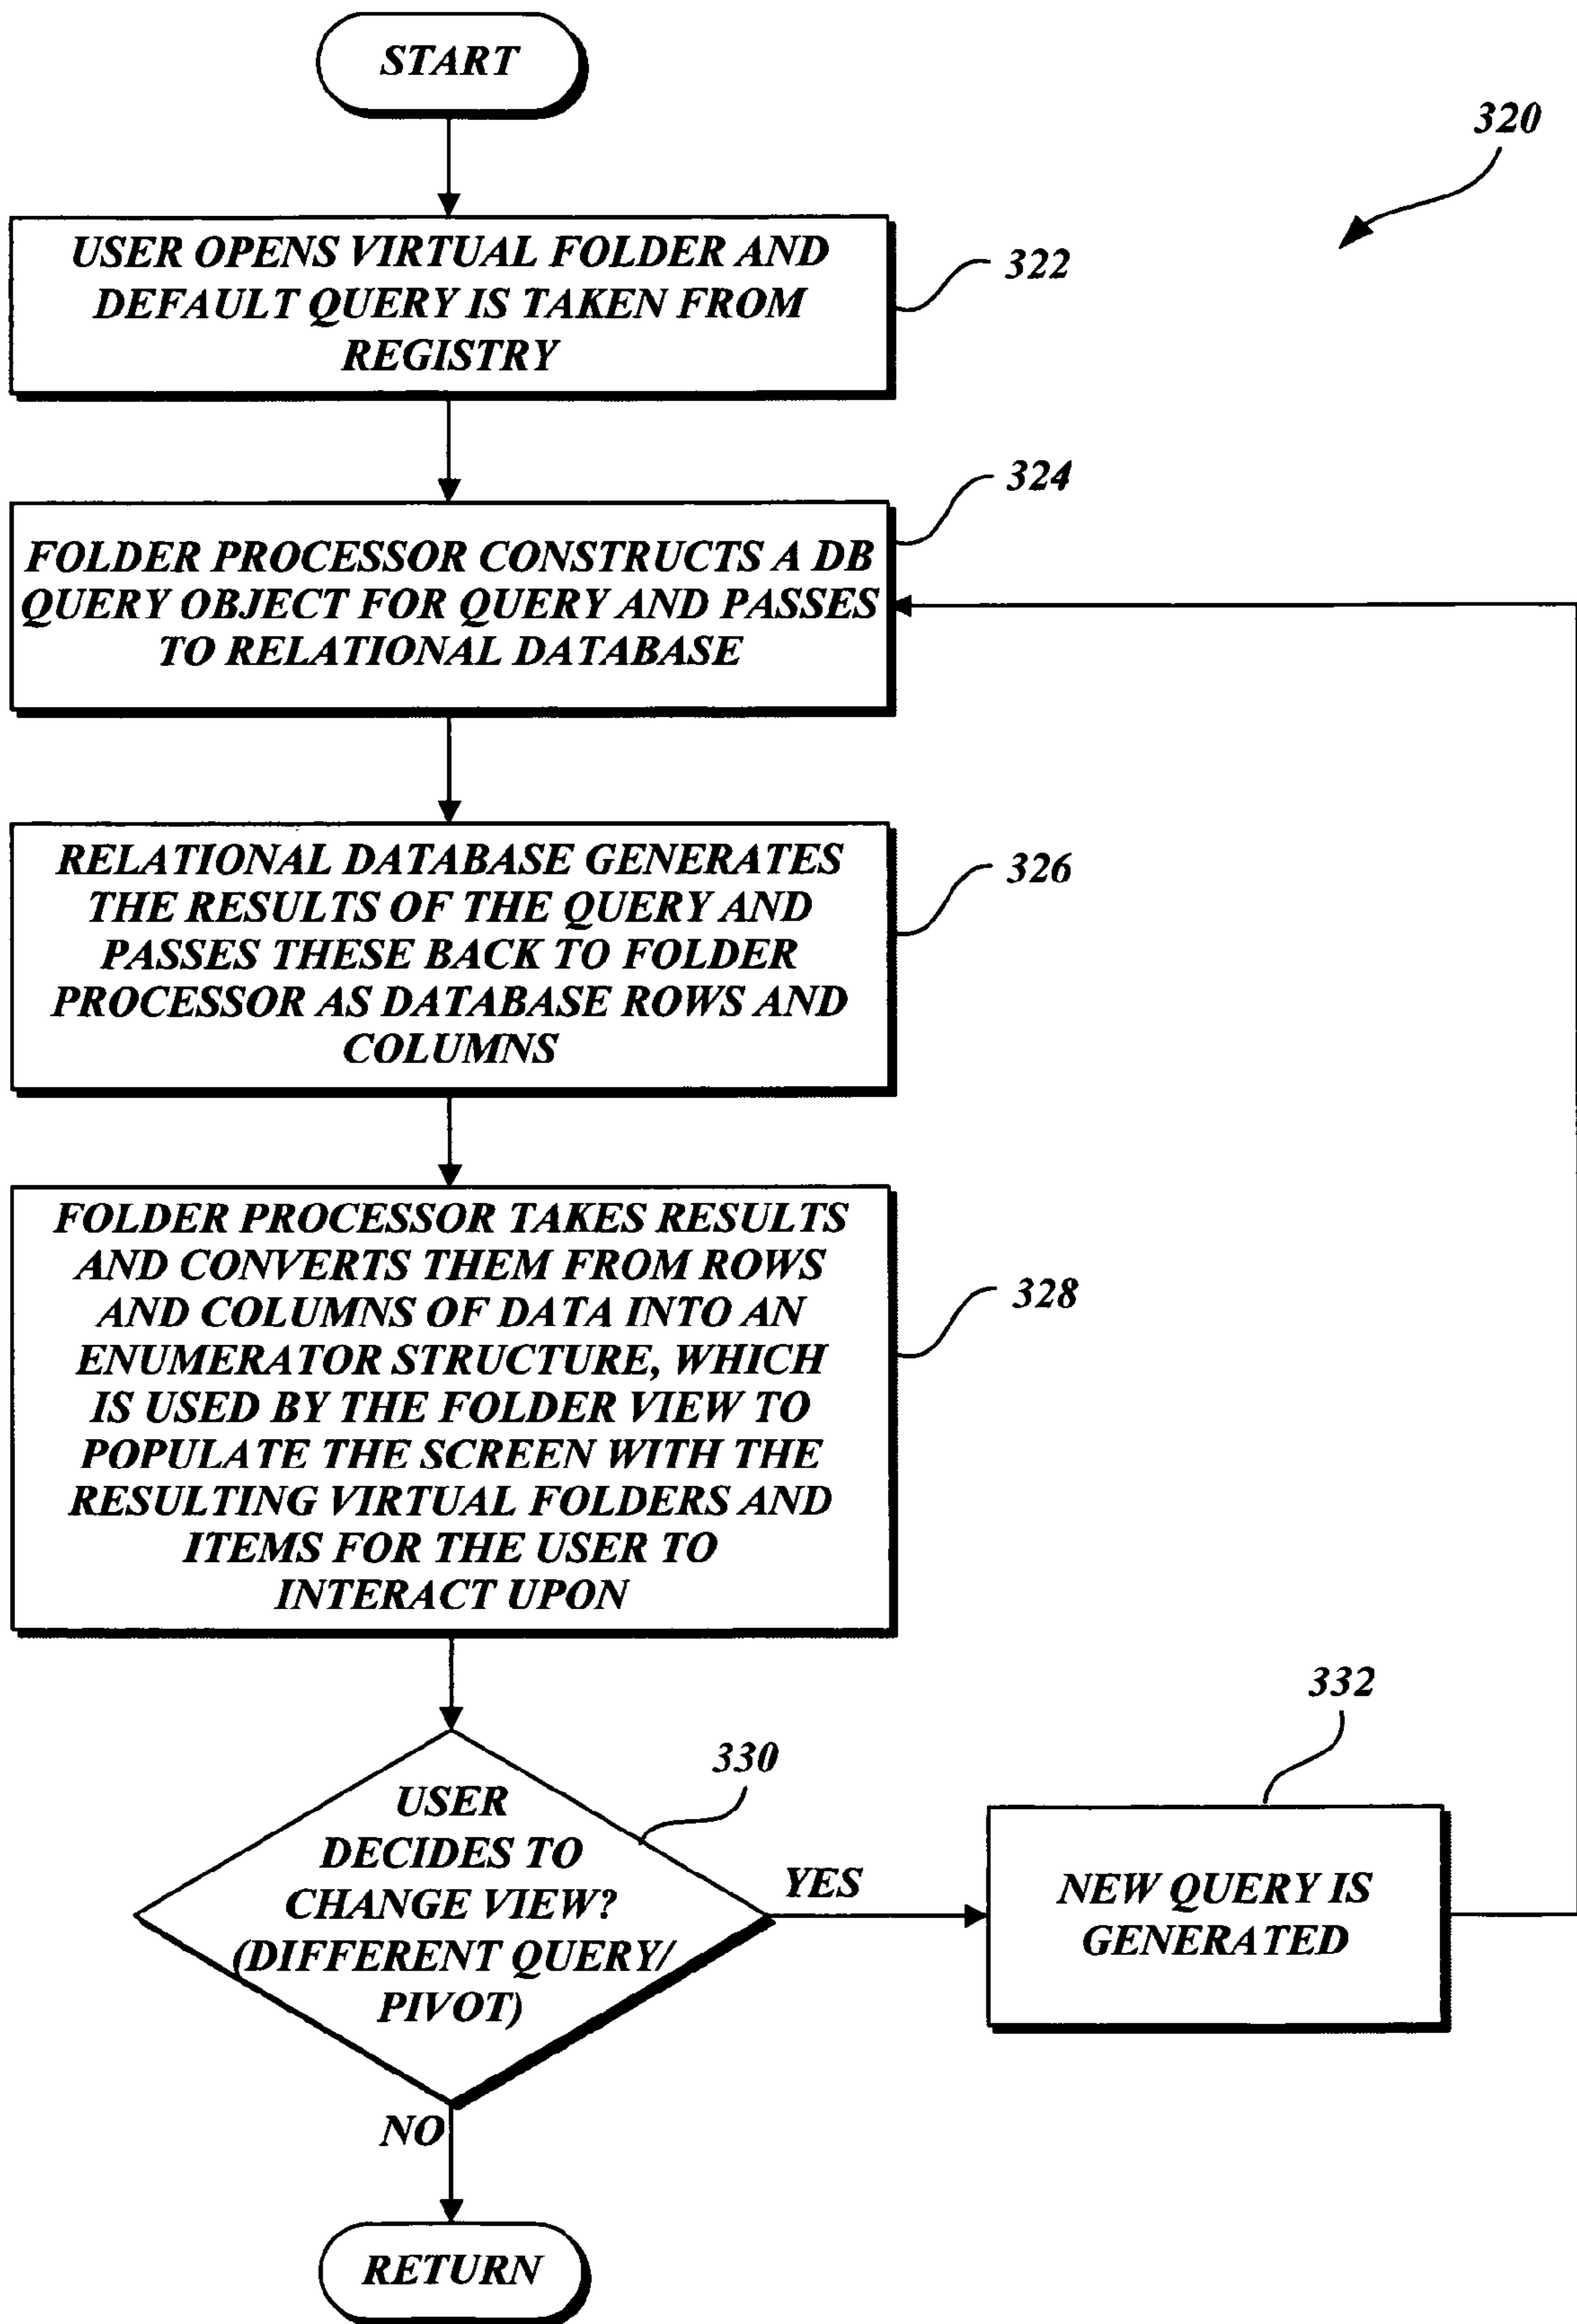 START
320
USER OPENS VIRTUAL FOLDER AND
DEFAULT QUERY IS TAKEN FROM
REGISTRY
322
324
FOLDER PROCESSOR CONSTRUCTS A DB
QUERY OBJECT FOR QUERY AND PASSES
TO RELATIONAL DATABASE
RELATIONAL DATABASE GENERATES
THE RESULTS OF THE QUERY AND
PASSES THESE BACK TO FOLDER
PROCESSOR AS DATABASE ROWS AND
COLUMNS
326
FOLDER PROCESSOR TAKES RESULTS
AND CONVERTS THEM FROM ROWS
AND COLUMNS OF DATA INTO AN
ENUMERATOR STRUCTURE, WHICH
IS USED BY THE FOLDER VIEW TO
POPULATE THE SCREEN WITH THE
RESULTING VIRTUAL FOLDERS AND
ITEMS FOR THE USER TO
INTERACT UPON
328
330
USER
DECIDES TO
CHANGE VIEW?
(DIFFERENT QUERY/
PIVOT)
YES
332
NEW QUERY IS
GENERATED
NO
RETURN